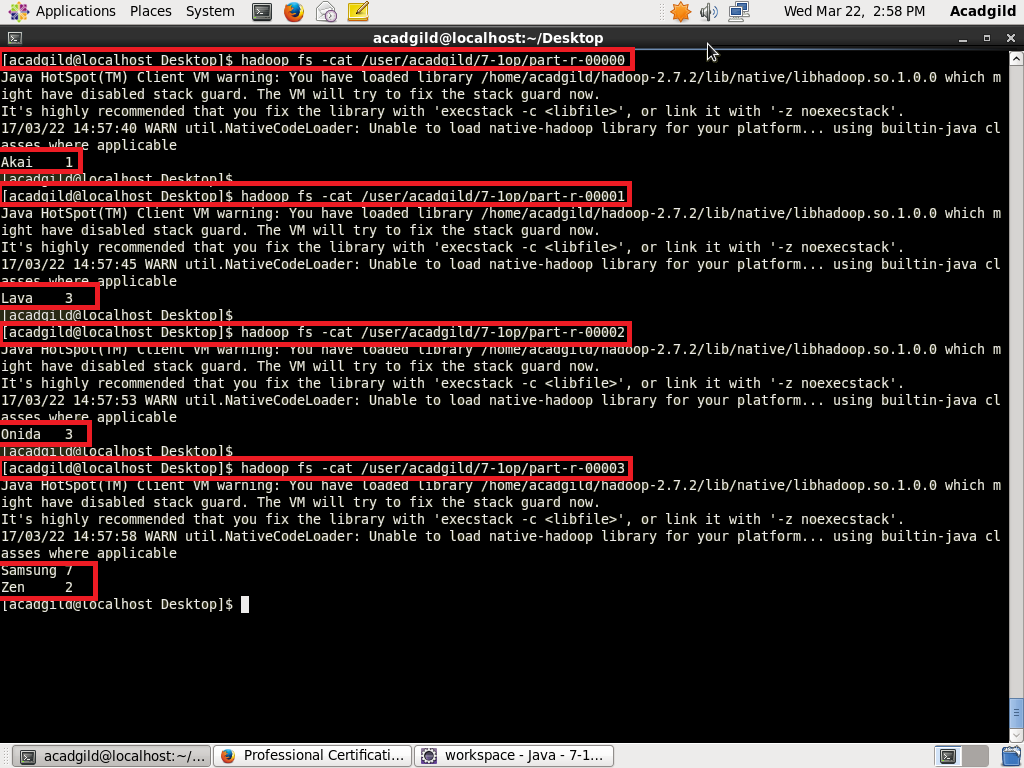 Applications Places System Wed Mar 22, 2:58 PM Acadgild
acadgild@localhost:~/Desktop
[acadgild@localhost Desktop]$ hadoop fs -cat /user/acadgild/7-1op/part-r-00000
Java HotSpot(TM) Client VM warning: You have loaded library /home/acadgild/hadoop-2.7.2/lib/native/libhadoop.so.1.0.0 which m
ight have disabled stack guard. The VM will try to fix the stack guard now.
It's highly recommended that you fix the library with 'execstack -c <libfile>', or link it with '-z noexecstack'.
17/03/22 14:57:40 WARN util.NativeCodeLoader: Unable to load native-hadoop library for your platform... using builtin-java cl
asses where applicable
Akai 1
[acadgild@localhost Desktop]$
[acadgild@localhost Desktop]$ hadoop fs -cat /user/acadgild/7-1op/part-r-00001
Java HotSpot(TM) Client VM warning: You have loaded library /home/acadgild/hadoop-2.7.2/lib/native/libhadoop.so.1.0.0 which m
ight have disabled stack guard. The VM will try to fix the stack guard now.
It's highly recommended that you fix the library with 'execstack -c <libfile>', or link it with '-z noexecstack'.
17/03/22 14:57:45 WARN util.NativeCodeLoader: Unable to load native-hadoop library for your platform... using builtin-java cl
asses where applicable
Lava 3
[acadgild@localhost Desktop]$
[acadgild@localhost Desktop]$ hadoop fs -cat /user/acadgild/7-1op/part-r-00002
Java HotSpot(TM) Client VM warning: You have loaded library /home/acadgild/hadoop-2.7.2/lib/native/libhadoop.so.1.0.0 which m
ight have disabled stack guard. The VM will try to fix the stack guard now.
It's highly recommended that you fix the library with 'execstack -c <libfile>', or link it with '-z noexecstack'.
17/03/22 14:57:53 WARN util.NativeCodeLoader: Unable to load native-hadoop library for your platform... using builtin-java cl
asses where applicable
Onida 3
[acadgild@localhost Desktop]$
[acadgild@localhost Desktop]$ hadoop fs -cat /user/acadgild/7-1op/part-r-00003
Java HotSpot(TM) Client VM warning: You have loaded library /home/acadgild/hadoop-2.7.2/lib/native/libhadoop.so.1.0.0 which m
ight have disabled stack guard. The VM will try to fix the stack guard now.
It's highly recommended that you fix the library with 'execstack -c <libfile>', or link it with '-z noexecstack'.
17/03/22 14:57:58 WARN util.NativeCodeLoader: Unable to load native-hadoop library for your platform... using builtin-java cl
asses where applicable
Samsung 7
Zen 2
[acadgild@localhost Desktop]$
acadgild@localhost:~/... Professional Certificati... workspace - Java - 7-1...